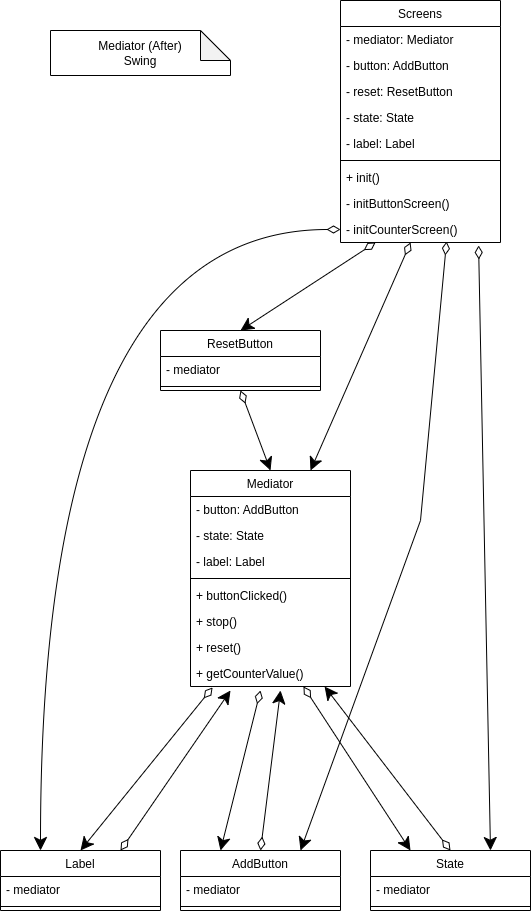 Mediator (After)
Swing
Screens
- mediator: Mediator
- button: AddButton
- reset: ResetButton
- state: State
- label: Label
+ init()
- initButtonScreen()
- initCounterScreen()
ResetButton
- mediator
Mediator
- button: AddButton
- state: State
- label: Label
+ buttonClicked()
+ stop()
+ reset()
+ getCounterValue()
Label
- mediator
AddButton
- mediator
State
- mediator